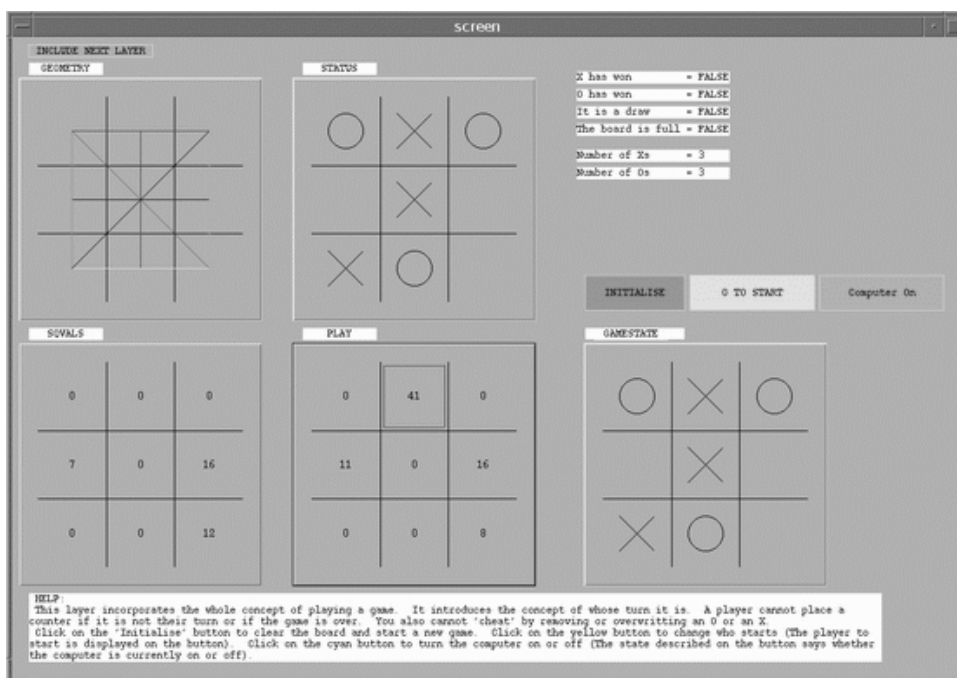 screen
INCLUDE NEXT LAYER
GEOMETRY
STATUS
X has won = FALSE
O has won = FALSE
It is a draw = FALSE
The board is full = FALSE
Number of Xs = 3
Number of Os = 3
INITIALISE
O TO START
Computer On
SQVALS
PLAY
GAMESTATE
0 0 0
7 0 16
0 0 12
0 41 0
11 0 16
0 0 8
HELP:
This layer incorporates the whole concept of playing a game. It introduces the concept of whose turn it is. A player cannot place a
counter if it is not their turn or if the game is over. You also cannot 'cheat' by removing or overwritting an O or an X.
Click on the 'Initialise' button to clear the board and start a new game. Click on the yellow button to change who starts (The player to
start is displayed on the button). Click on the cyan button to turn the computer on or off (The state described on the button says whether
the computer is currently on or off).